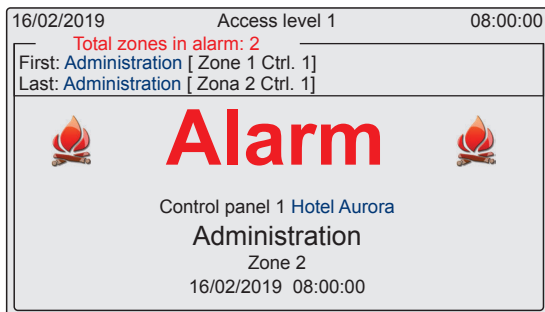 16/02/2019 Access level 1 08:00:00
Total zones in alarm: 2
First: Administration [ Zone 1 Ctrl. 1]
Last: Administration [ Zona 2 Ctrl. 1]
Alarm
Control panel 1 Hotel Aurora
Administration
Zone 2
16/02/2019 08:00:00